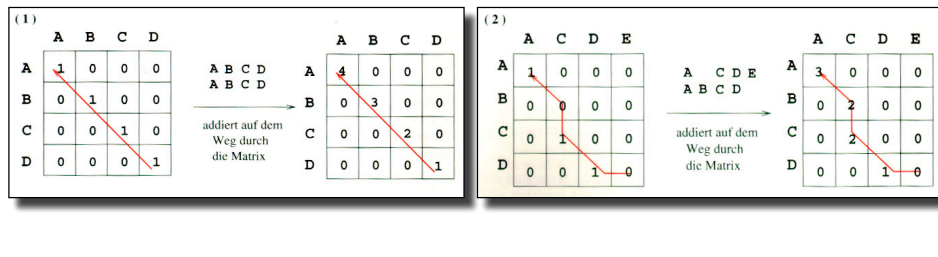 (1)
A B C D
A 1 0 0 0
B 0 1 0 0
C 0 0 1 0
D 0 0 0 1
A B C D
A B C D
addiert auf dem
Weg durch
die Matrix
A B C D
A 4 0 0 0
B 0 3 0 0
C 0 0 2 0
D 0 0 0 1
(2)
A C D E
A 1 0 0 0
B 0 0 0 0
C 0 1 0 0
D 0 0 1 0
A C D E
A B C D
addiert auf dem
Weg durch
die Matrix
A C D E
A 3 0 0 0
B 0 2 0 0
C 0 2 0 0
D 0 0 1 0